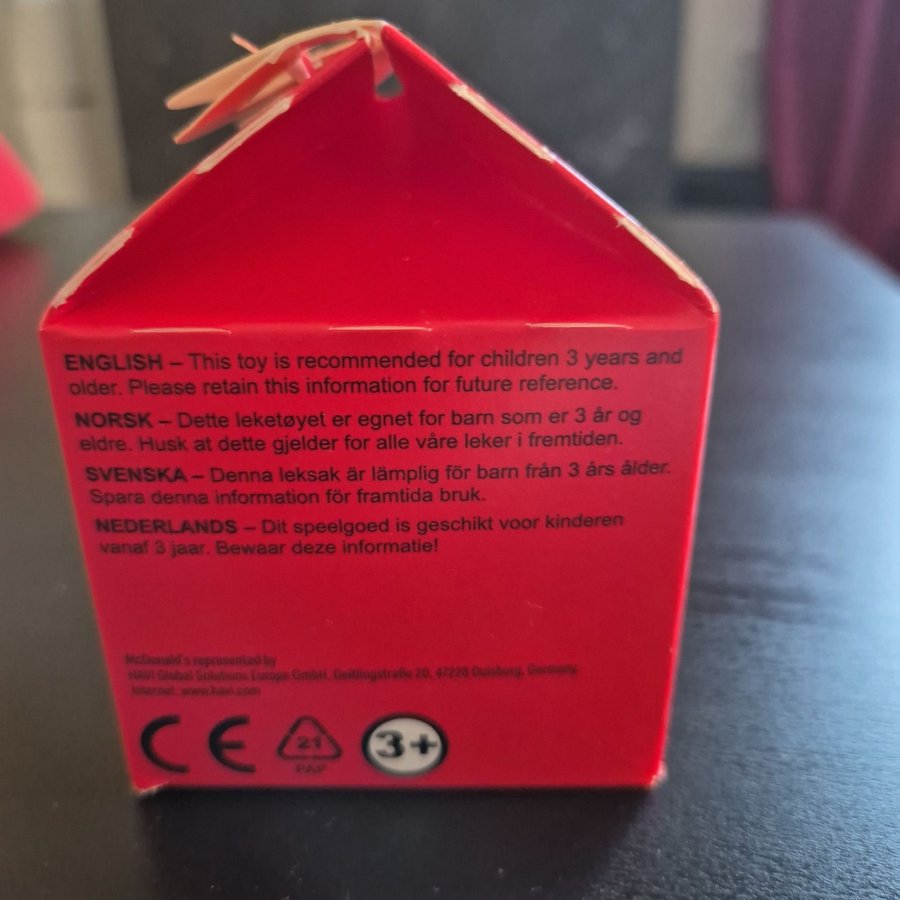 ENGLISH – This toy is recommended for children 3 years and
older. Please retain this information for future reference.
NORSK – Dette leketøyet er egnet for barn som er 3 år og
eldre. Husk at dette gjelder for alle våre leker i fremtiden.
SVENSKA – Denna leksak är lämplig för barn från 3 års ålder.
Spara denna information för framtida bruk.
NEDERLANDS – Dit speelgoed is geschikt voor kinderen
vanaf 3 jaar. Bewaar deze informatie!
McDonald's represented by
HAVI Global Solutions Europe GmbH, Geitlingstraße 20, 47228 Duisburg, Germany
Internet: www.havi.com
CE 21 3+
PAP